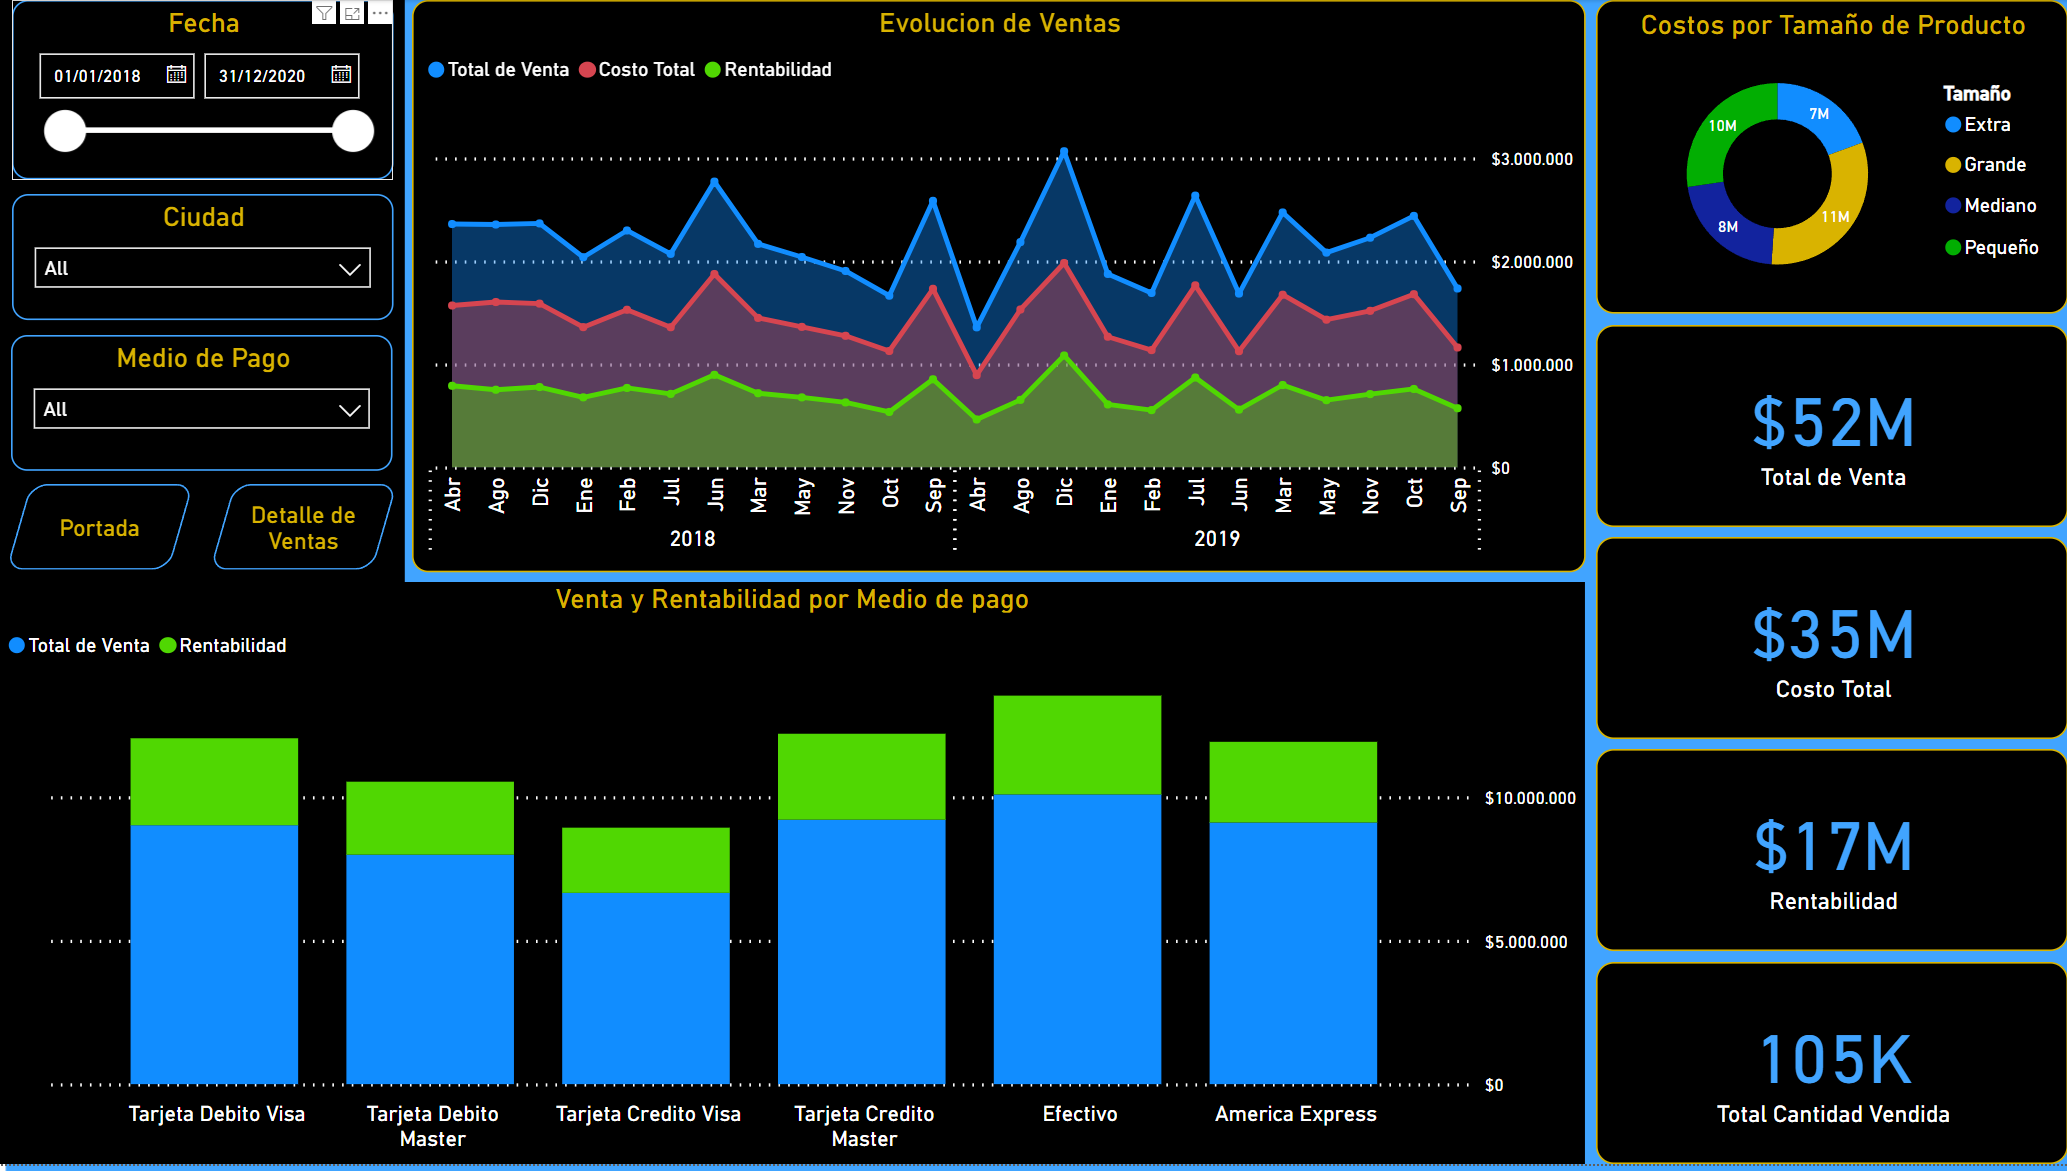 Fecha
01/01/2018
31/12/2020
Ciudad
All
Medio de Pago
All
Portada
Detalle de
Ventas
Evolucion de Ventas
Total de Venta Costo Total Rentabilidad
$3.000.000
$2.000.000
$1.000.000
$0
Abr Ago Dic Ene Feb Jul Jun Mar May Nov Oct Sep Abr Ago Dic Ene Feb Jul Jun Mar May Nov Oct Sep
2018 2019
Costos por Tamaño de Producto
7M
11M
8M
10M
Tamaño
Extra
Grande
Mediano
Pequeño
$52M
Total de Venta
$35M
Costo Total
$17M
Rentabilidad
105K
Total Cantidad Vendida
Venta y Rentabilidad por Medio de pago
Total de Venta Rentabilidad
$10.000.000
$5.000.000
$0
Tarjeta Debito Visa
Tarjeta Debito
Master
Tarjeta Credito Visa
Tarjeta Credito
Master
Efectivo
America Express